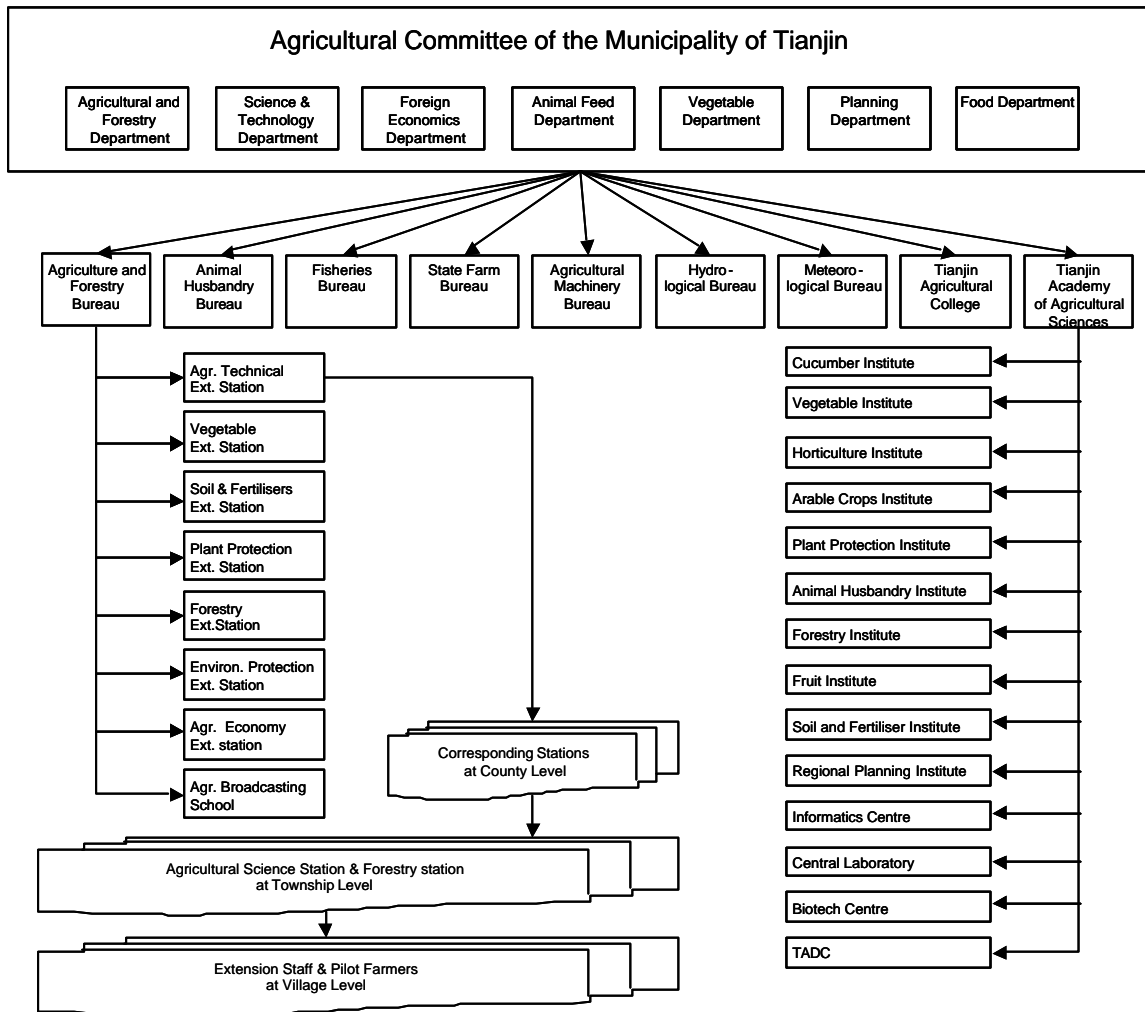 Agricultural Committee of the Municipality of Tianjin
Agricultural and
Forestry
Department
Science &
Technology
Department
Foreign
Economics
Department
Animal Feed
Department
Vegetable
Department
Planning
Department
Food Department
Agriculture and
Forestry
Bureau
Animal
Husbandry
Bureau
Fisheries
Bureau
State Farm
Bureau
Agricultural
Machinery
Bureau
Hydro-
logical Bureau
Meteoro-
logical Bureau
Tianjin
Agricultural
College
Tianjin
Academy
of Agricultural
Sciences
Agr. Technical
Ext. Station
Vegetable
Ext. Station
Soil & Fertilisers
Ext. Station
Plant Protection
Ext. Station
Forestry
Ext.Station
Environ. Protection
Ext. Station
Agr. Economy
Ext. station
Agr. Broadcasting
School
Corresponding Stations
at County Level
Agricultural Science Station & Forestry station
at Township Level
Extension Staff & Pilot Farmers
at Village Level
Cucumber Institute
Vegetable Institute
Horticulture Institute
Arable Crops Institute
Plant Protection Institute
Animal Husbandry Institute
Forestry Institute
Fruit Institute
Soil and Fertiliser Institute
Regional Planning Institute
Informatics Centre
Central Laboratory
Biotech Centre
TADC